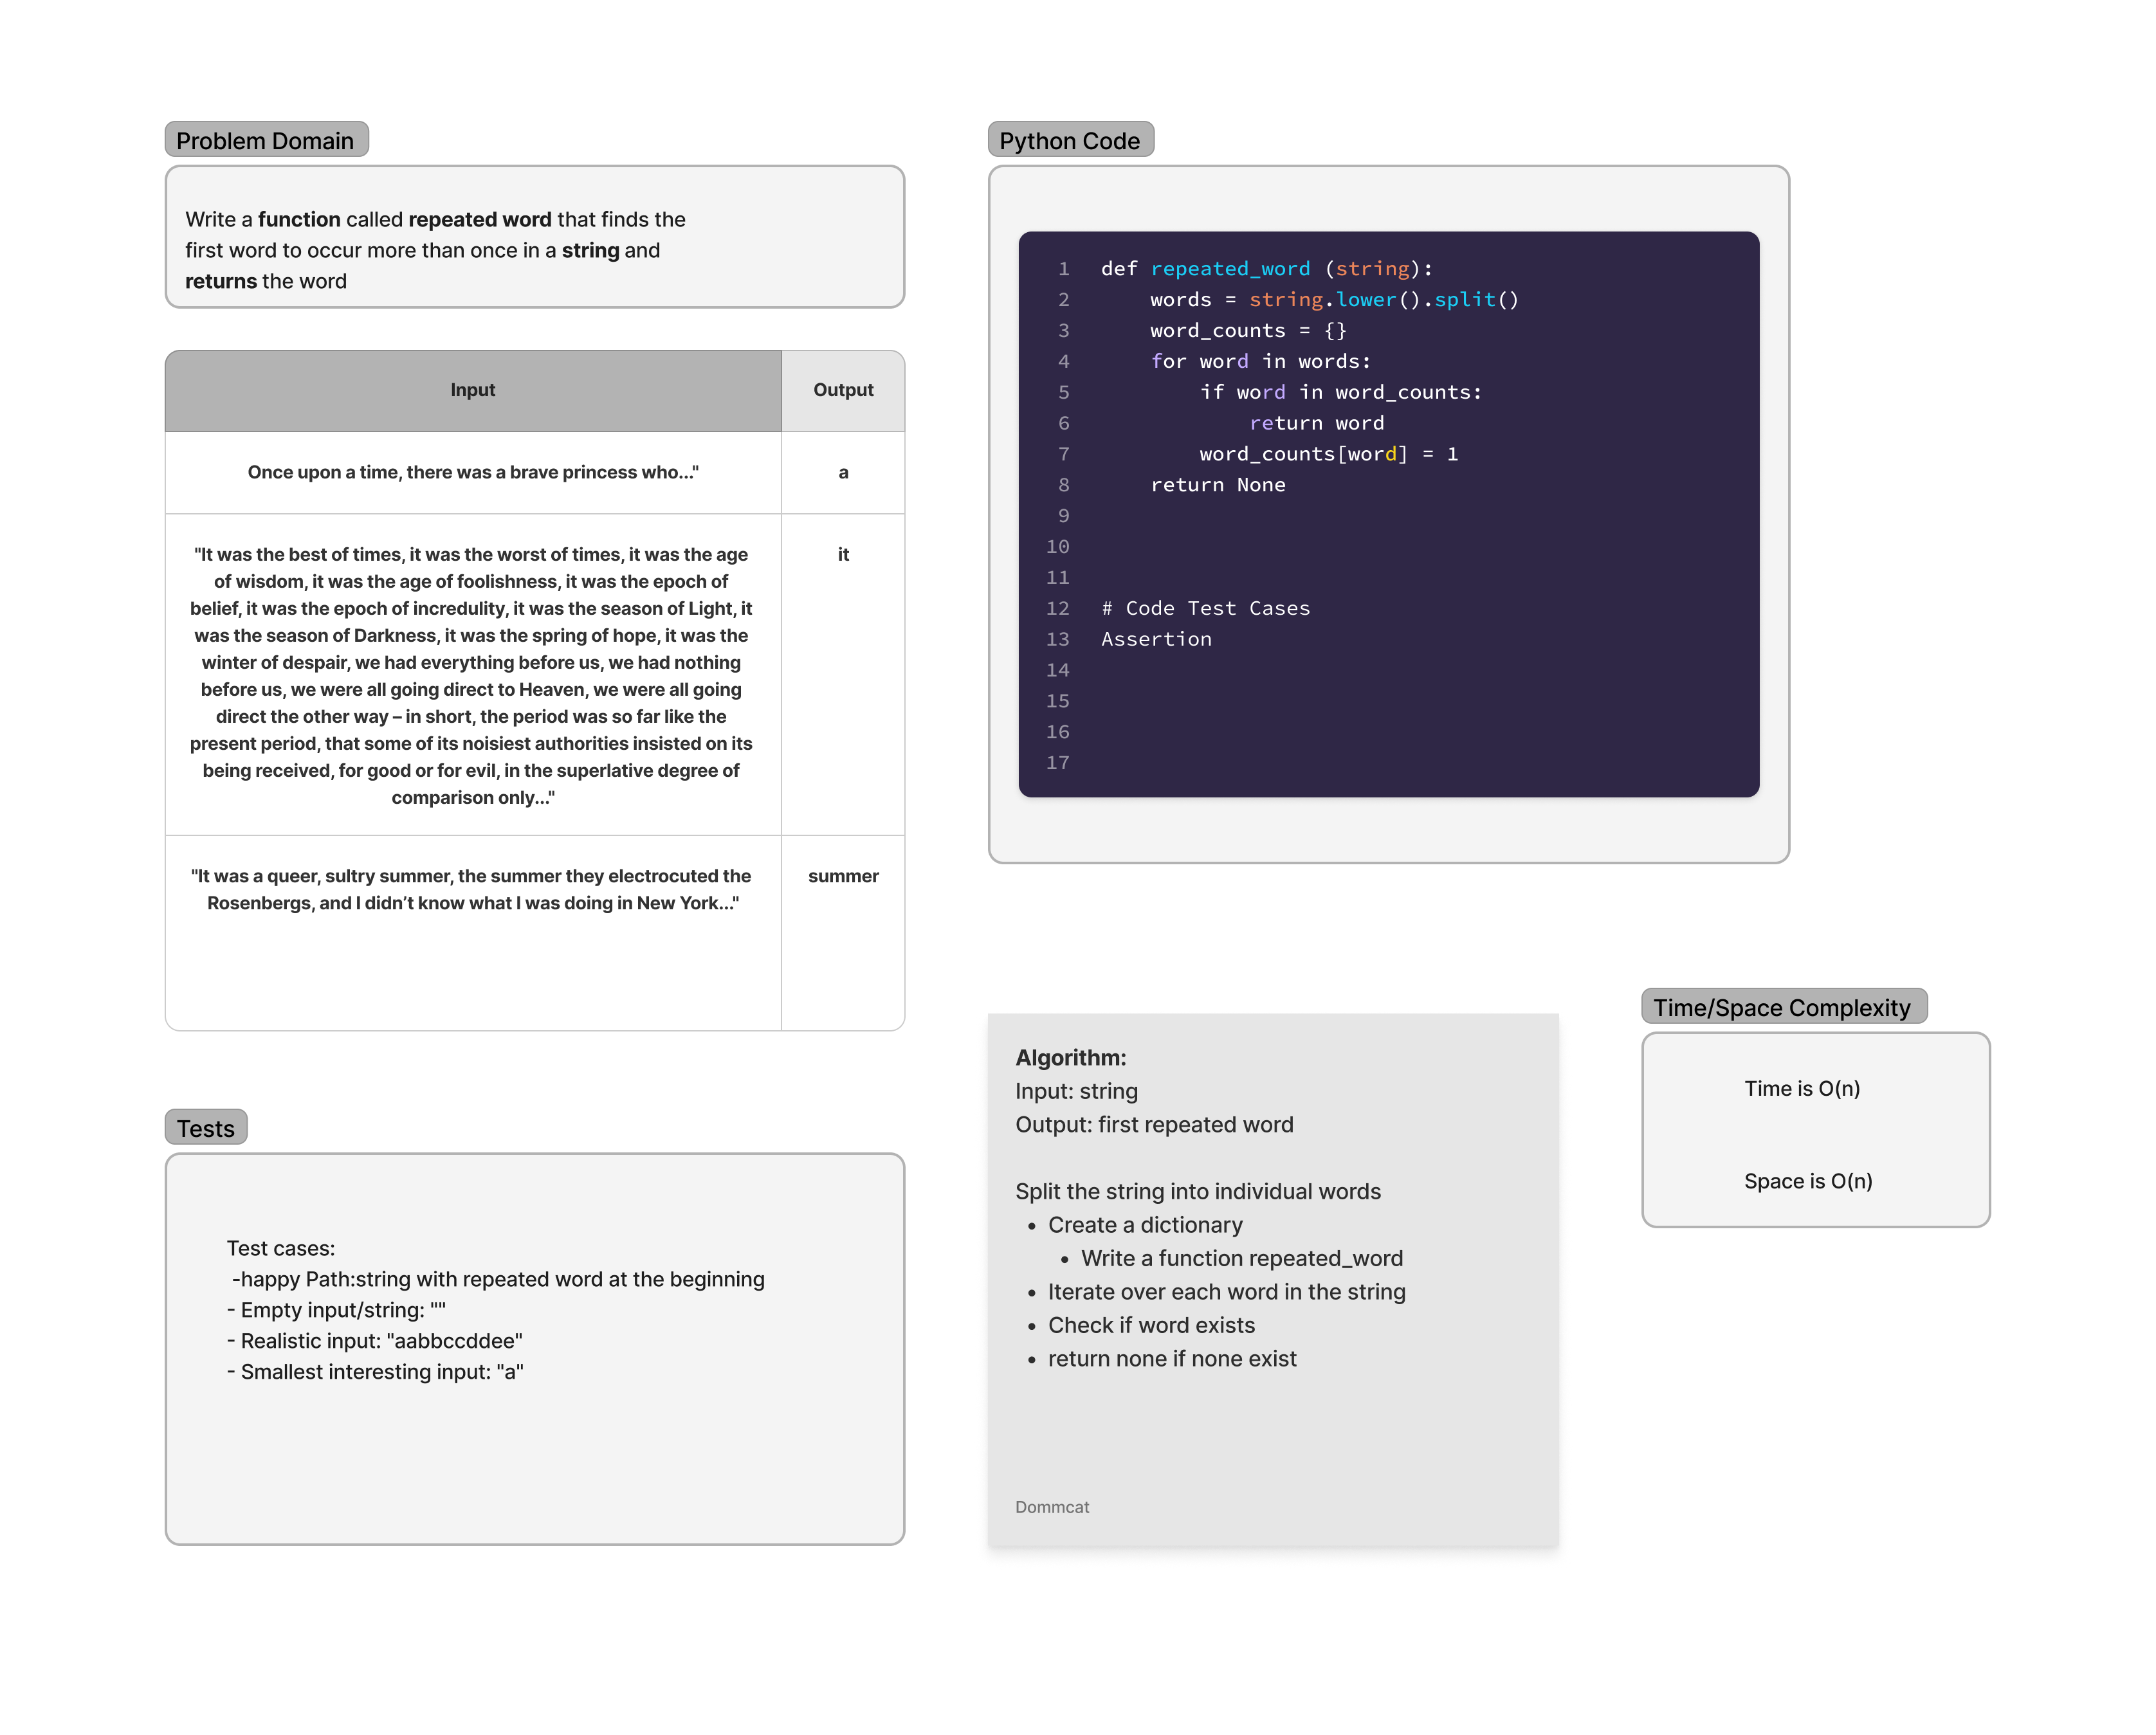 Problem Domain
Write a function called repeated word that finds the
first word to occur more than once in a string and
returns the word
Input
Output
Once upon a time, there was a brave princess who..."
a
"It was the best of times, it was the worst of times, it was the age
of wisdom, it was the age of foolishness, it was the epoch of
belief, it was the epoch of incredulity, it was the season of Light, it
was the season of Darkness, it was the spring of hope, it was the
winter of despair, we had everything before us, we had nothing
before us, we were all going direct to Heaven, we were all going
direct the other way – in short, the period was so far like the
present period, that some of its noisiest authorities insisted on its
being received, for good or for evil, in the superlative degree of
comparison only..."
it
"It was a queer, sultry summer, the summer they electrocuted the
Rosenbergs, and I didn’t know what I was doing in New York..."
summer
Tests
Test cases:
-happy Path:string with repeated word at the beginning
- Empty input/string: ""
- Realistic input: "aabbccddee"
- Smallest interesting input: "a"
Python Code
1 def repeated_word (string):
2 words = string.lower().split()
3 word_counts = {}
4 for word in words:
5 if word in word_counts:
6 return word
7 word_counts[word] = 1
8 return None
9
10
11
12 # Code Test Cases
13 Assertion
14
15
16
17
Algorithm:
Input: string
Output: first repeated word
Split the string into individual words
• Create a dictionary
• Write a function repeated_word
• Iterate over each word in the string
• Check if word exists
• return none if none exist
Dommcat
Time/Space Complexity
Time is O(n)
Space is O(n)